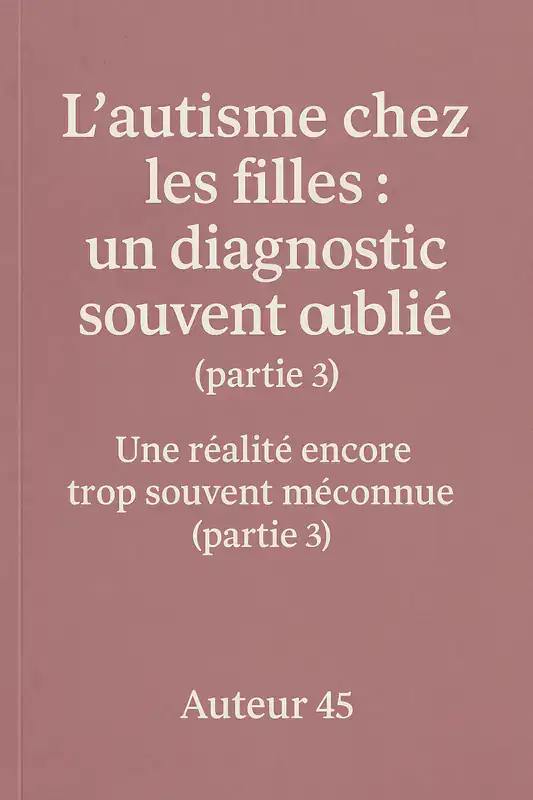 L’autisme chez
les filles :
un diagnostic
souvent oublié
(partie 3)
Une réalité encore
trop souvent méconnue
(partie 3)
Auteur 45